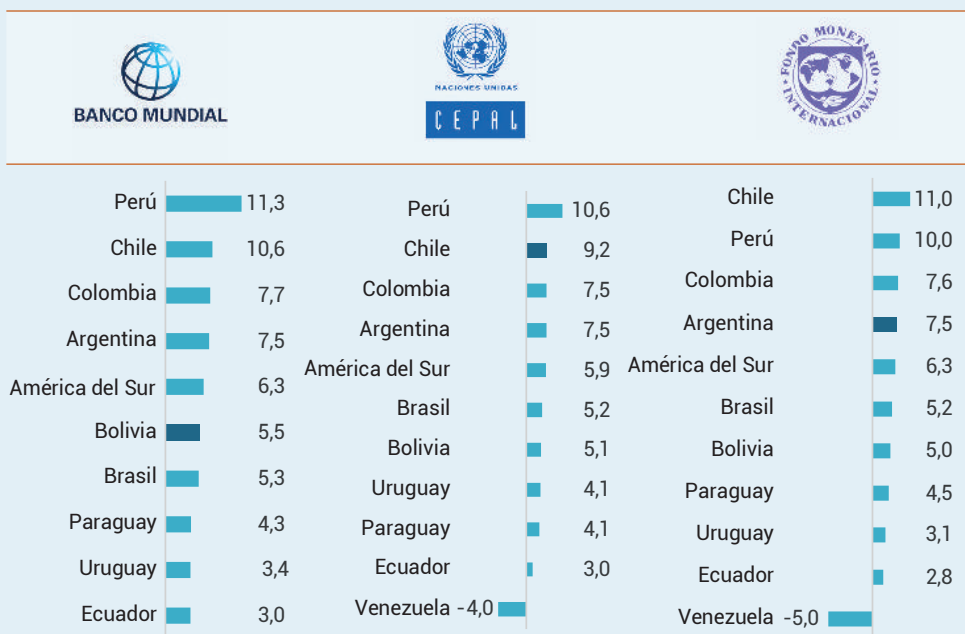 BANCO MUNDIAL
NACIONES UNIDAS
CEPAL
FONDO MONETARIO INTERNACIONAL
Perú 11,3
Chile 10,6
Colombia 7,7
Argentina 7,5
América del Sur 6,3
Bolivia 5,5
Brasil 5,3
Paraguay 4,3
Uruguay 3,4
Ecuador 3,0
Perú 10,6
Chile 9,2
Colombia 7,5
Argentina 7,5
América del Sur 5,9
Brasil 5,2
Bolivia 5,1
Uruguay 4,1
Paraguay 4,1
Ecuador 3,0
Venezuela -4,0
Chile 11,0
Perú 10,0
Colombia 7,6
Argentina 7,5
América del Sur 6,3
Brasil 5,2
Bolivia 5,0
Paraguay 4,5
Uruguay 3,1
Ecuador 2,8
Venezuela -5,0